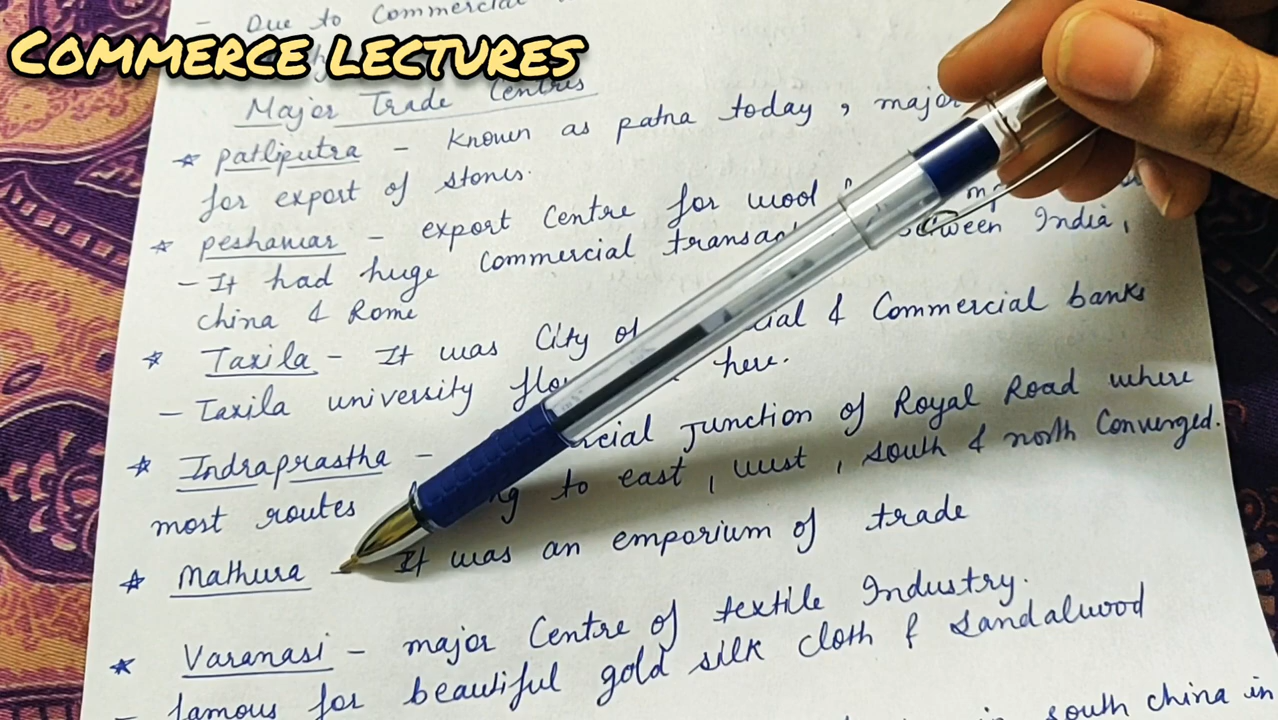 COMMERCE LECTURES
- Due to Commercial
Major Trade Centres
* patliputra - known as patna today, major
for export of stones.
* peshawar - export Centre for wool
- It had huge commercial between India,
china & Rome
* Taxila - It was City of & Commercial banks
- Taxila university here.
* Indraprastha - junction of Royal Road where
most routes to east, west, south & north Converged.
* Mathura - It was an emporium of trade
* Varanasi - major Centre of textile Industry.
- famous for beautiful gold silk cloth & Sandalwood
in south china in